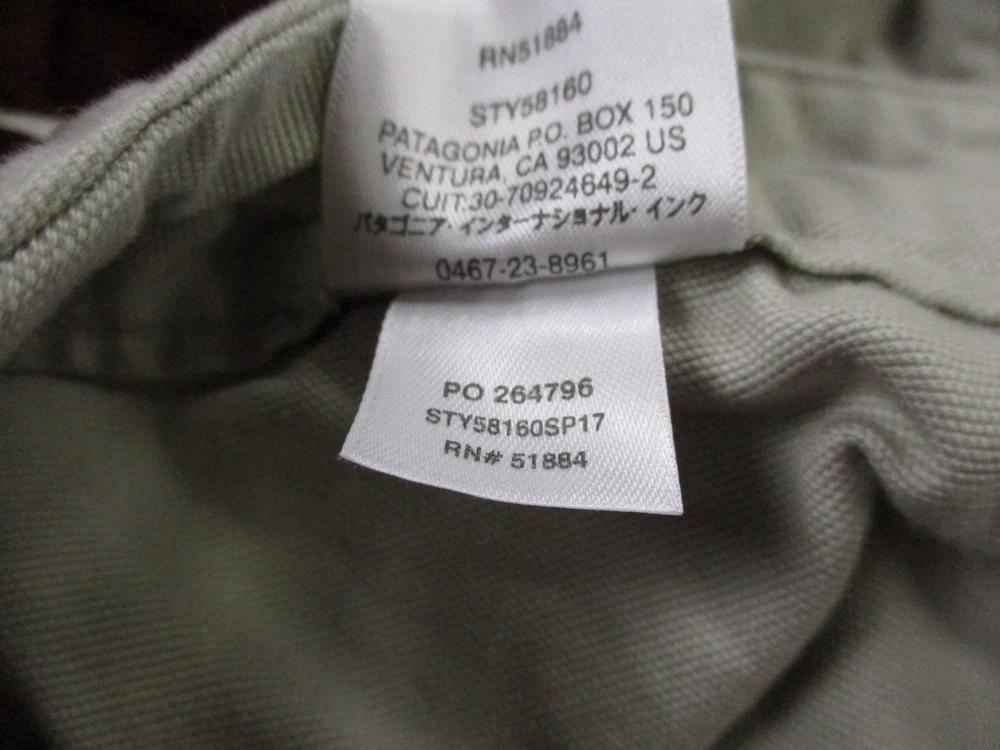 RN51884
STY58160
PATAGONIA P.O. BOX 150
VENTURA, CA 93002 US
CUIT:30-70924649-2
パタゴニア・インターナショナル・インク
0467-23-8961
PO 264796
STY58160SP17
RN# 51884